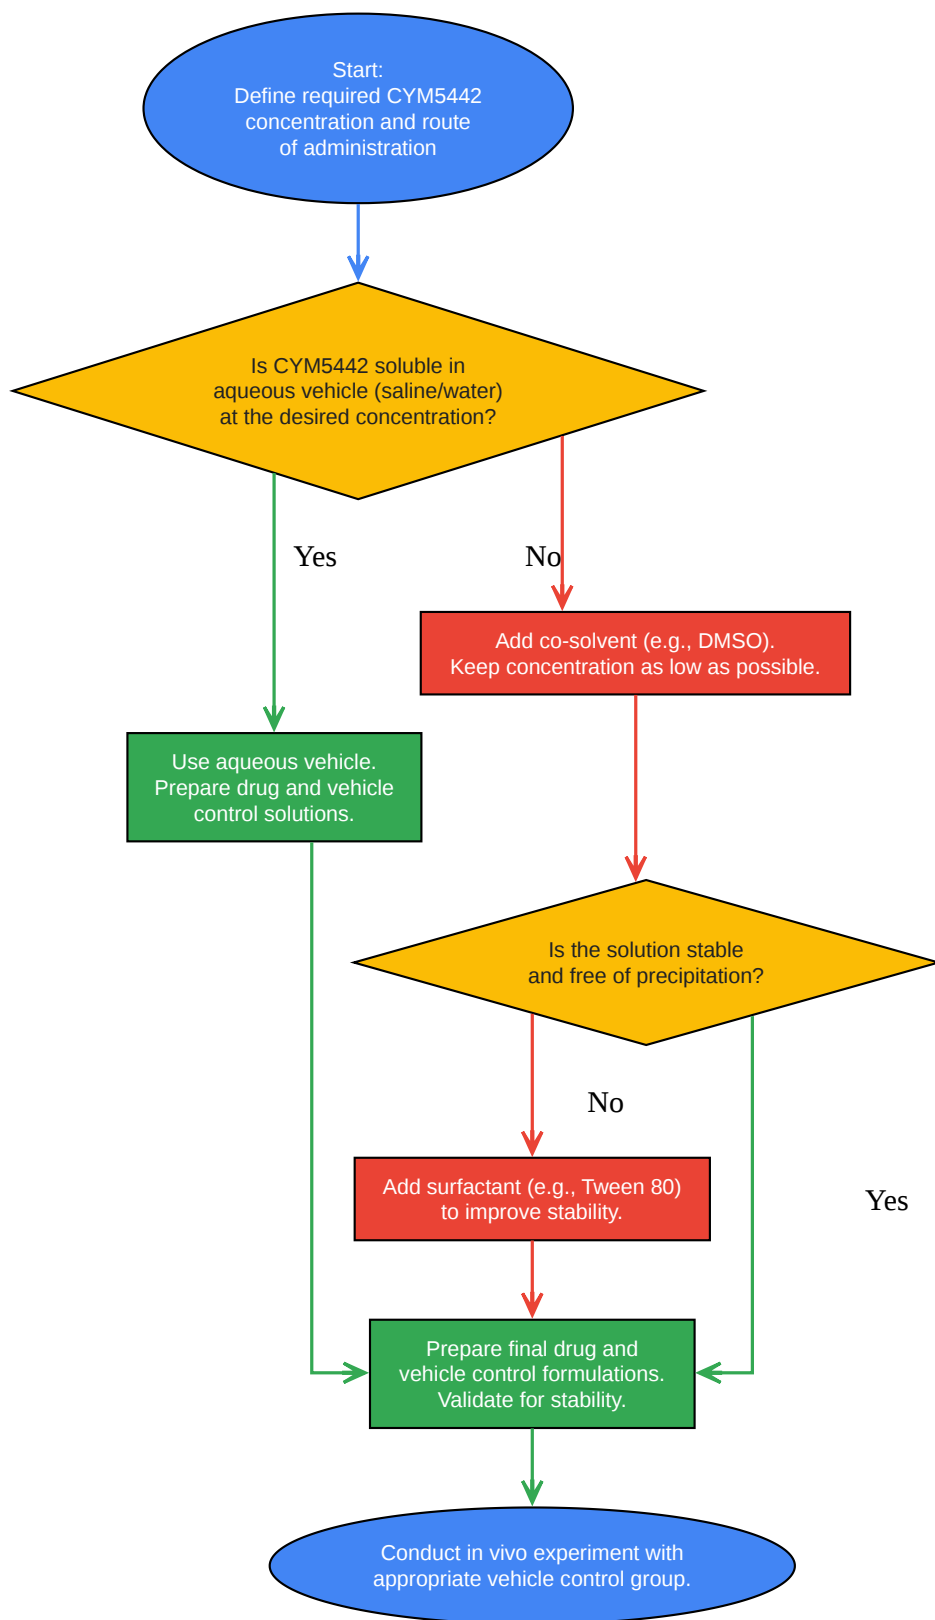 Start:
Define required CYM5442
concentration and route
of administration
Is CYM5442 soluble in
aqueous vehicle (saline/water)
at the desired concentration?
Yes
No
Add co-solvent (e.g., DMSO).
Keep concentration as low as possible.
Use aqueous vehicle.
Prepare drug and vehicle
control solutions.
Is the solution stable
and free of precipitation?
No
Yes
Add surfactant (e.g., Tween 80)
to improve stability.
Prepare final drug and
vehicle control formulations.
Validate for stability.
Conduct in vivo experiment with
appropriate vehicle control group.